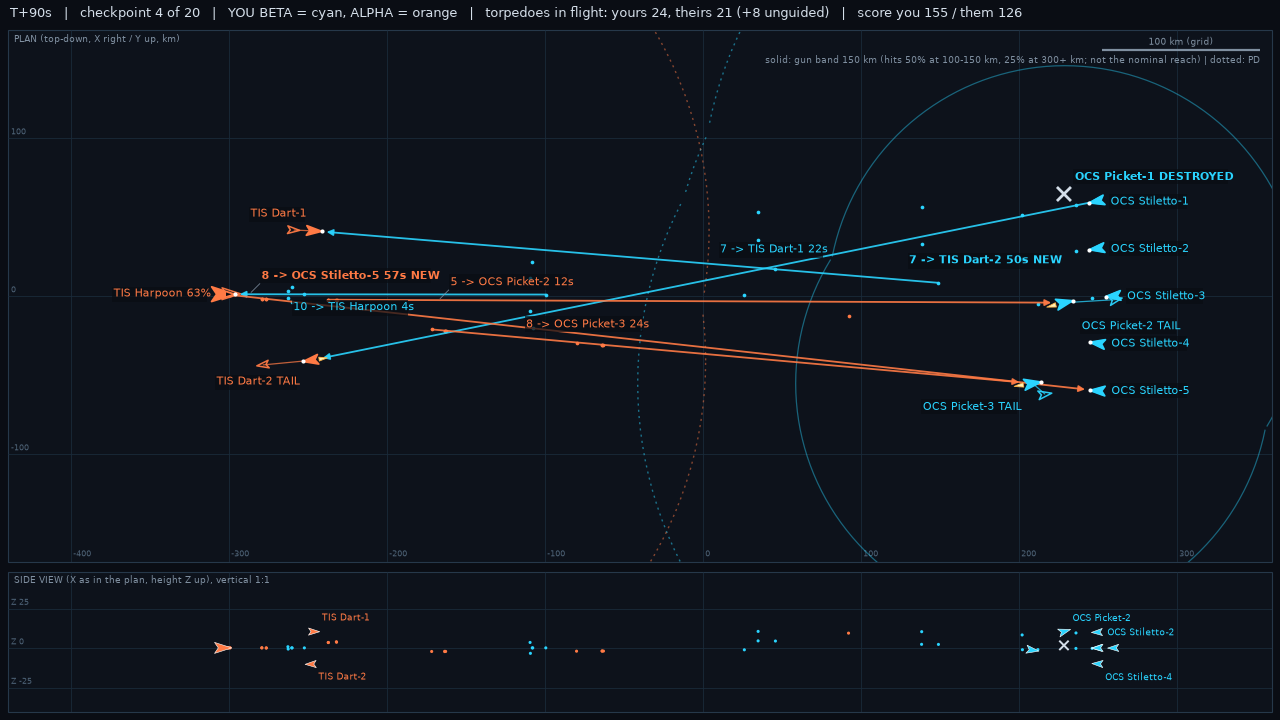 T+90s | checkpoint 4 of 20 | YOU BETA = cyan, ALPHA = orange | torpedoes in flight: yours 24, theirs 21 (+8 unguided) | score you 155 / them 126
PLAN (top-down, X right / Y up, km)
100 km (grid)
solid: gun band 150 km (hits 50% at 100-150 km, 25% at 300+ km; not the nominal reach) | dotted: PD
100
OCS Picket-1 DESTROYED
OCS Stiletto-1
TIS Dart-1
7 -> TIS Dart-1 22s
OCS Stiletto-2
7 -> TIS Dart-2 50s NEW
8 -> OCS Stiletto-5 57s NEW
5 -> OCS Picket-2 12s
0
TIS Harpoon 63%
OCS Stiletto-3
10 -> TIS Harpoon 4s
8 -> OCS Picket-3 24s
OCS Picket-2 TAIL
OCS Stiletto-4
TIS Dart-2 TAIL
OCS Stiletto-5
OCS Picket-3 TAIL
-100
-400 -300 -200 -100 0 100 200 300
SIDE VIEW (X as in the plan, height Z up), vertical 1:1
Z 25
TIS Dart-1
OCS Picket-2
OCS Stiletto-2
Z 0
TIS Dart-2
OCS Stiletto-4
Z -25